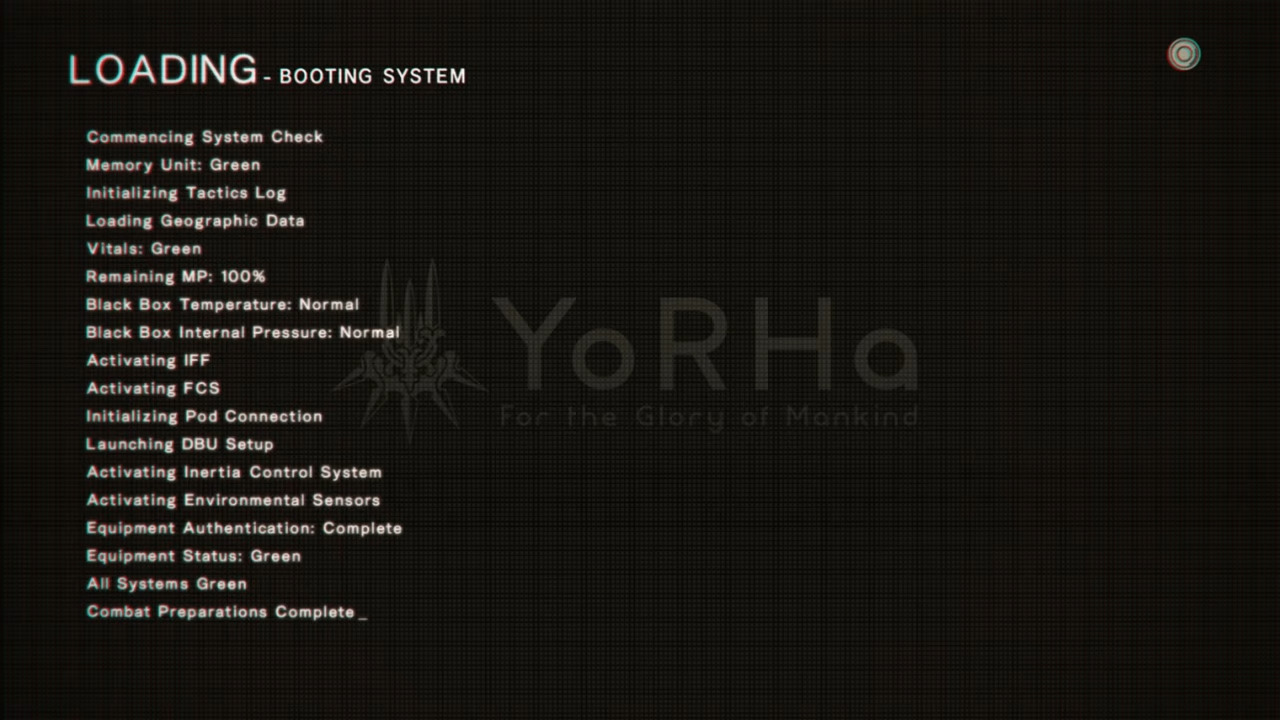 LOADING - BOOTING SYSTEM
Commencing System Check
Memory Unit: Green
Initializing Tactics Log
Loading Geographic Data
Vitals: Green
Remaining MP: 100%
Black Box Temperature: Normal
Black Box Internal Pressure: Normal
Activating IFF
Activating FCS
Initializing Pod Connection
Launching DBU Setup
Activating Inertia Control System
Activating Environmental Sensors
Equipment Authentication: Complete
Equipment Status: Green
All Systems Green
Combat Preparations Complete _
YoRHa
For the Glory of Mankind